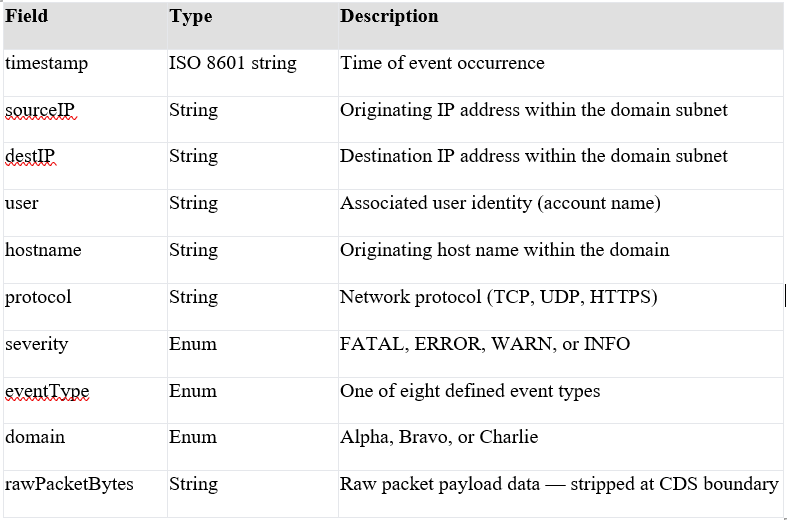 Field Type Description
timestamp ISO 8601 string Time of event occurrence
sourceIP String Originating IP address within the domain subnet
destIP String Destination IP address within the domain subnet
user String Associated user identity (account name)
hostname String Originating host name within the domain
protocol String Network protocol (TCP, UDP, HTTPS)
severity Enum FATAL, ERROR, WARN, or INFO
eventType Enum One of eight defined event types
domain Enum Alpha, Bravo, or Charlie
rawPacketBytes String Raw packet payload data — stripped at CDS boundary